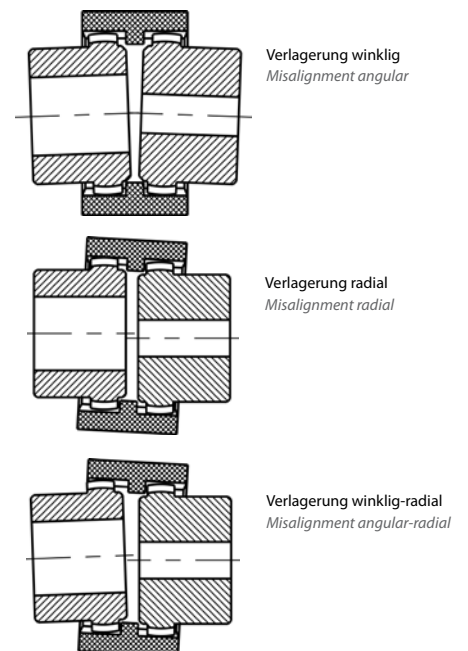 Verlagerung winklig
Misalignment angular
Verlagerung radial
Misalignment radial
Verlagerung winklig-radial
Misalignment angular-radial